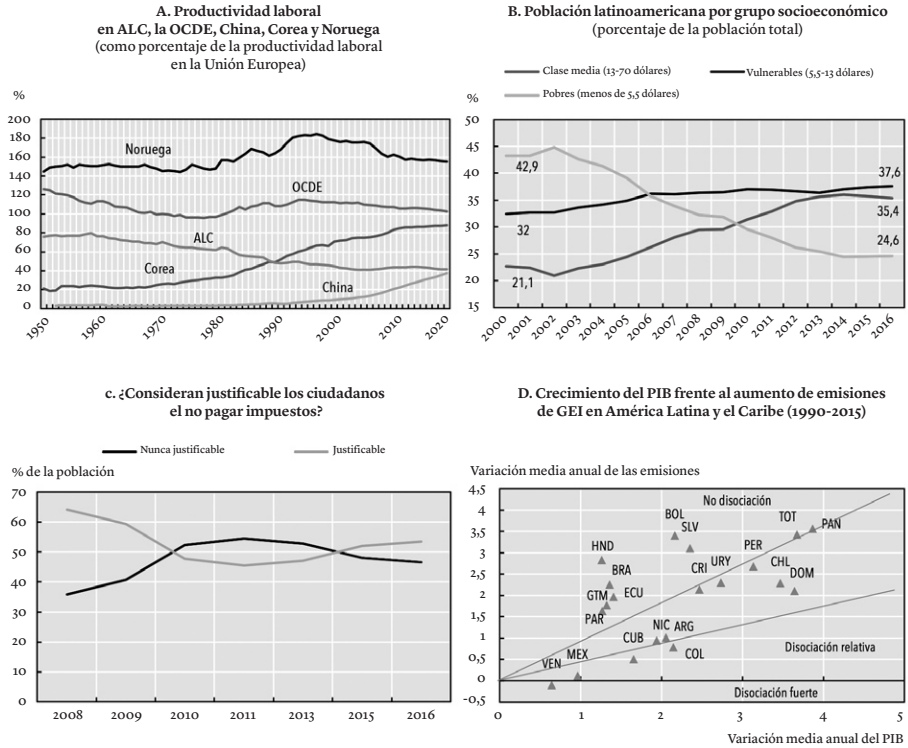 A. Productividad laboral
en ALC, la OCDE, China, Corea y Noruega
(como porcentaje de la productividad laboral
en la Unión Europea)
%
200
180
160
140
120
100
80
60
40
20
0
Noruega
OCDE
ALC
Corea
China
1950
1960
1970
1980
1990
2000
2010
2020
B. Población latinoamericana por grupo socioeconómico
(porcentaje de la población total)
Clase media (13-70 dólares)
Vulnerables (5,5-13 dólares)
Pobres (menos de 5,5 dólares)
%
50
45
40
35
30
25
20
15
42,9
32
21,1
37,6
35,4
24,6
2000
2001
2002
2003
2004
2005
2006
2007
2008
2009
2010
2011
2012
2013
2014
2015
2016
c. ¿Consideran justificable los ciudadanos
el no pagar impuestos?
Nunca justificable
Justificable
% de la población
70
60
50
40
30
20
10
0
2008
2009
2010
2011
2013
2015
2016
D. Crecimiento del PIB frente al aumento de emisiones
de GEI en América Latina y el Caribe (1990-2015)
Variación media anual de las emisiones
4,5
4
3,5
3
2,5
2
1,5
1
0,5
0
-0,5
No disociación
BOL
SLV
TOT
PAN
HND
PER
BRA
CRI
URY
CHL
DOM
GTM
ECU
PAR
CUB
NIC
ARG
COL
Disociación relativa
VEN
MEX
Disociación fuerte
0
1
2
3
4
5
Variación media anual del PIB